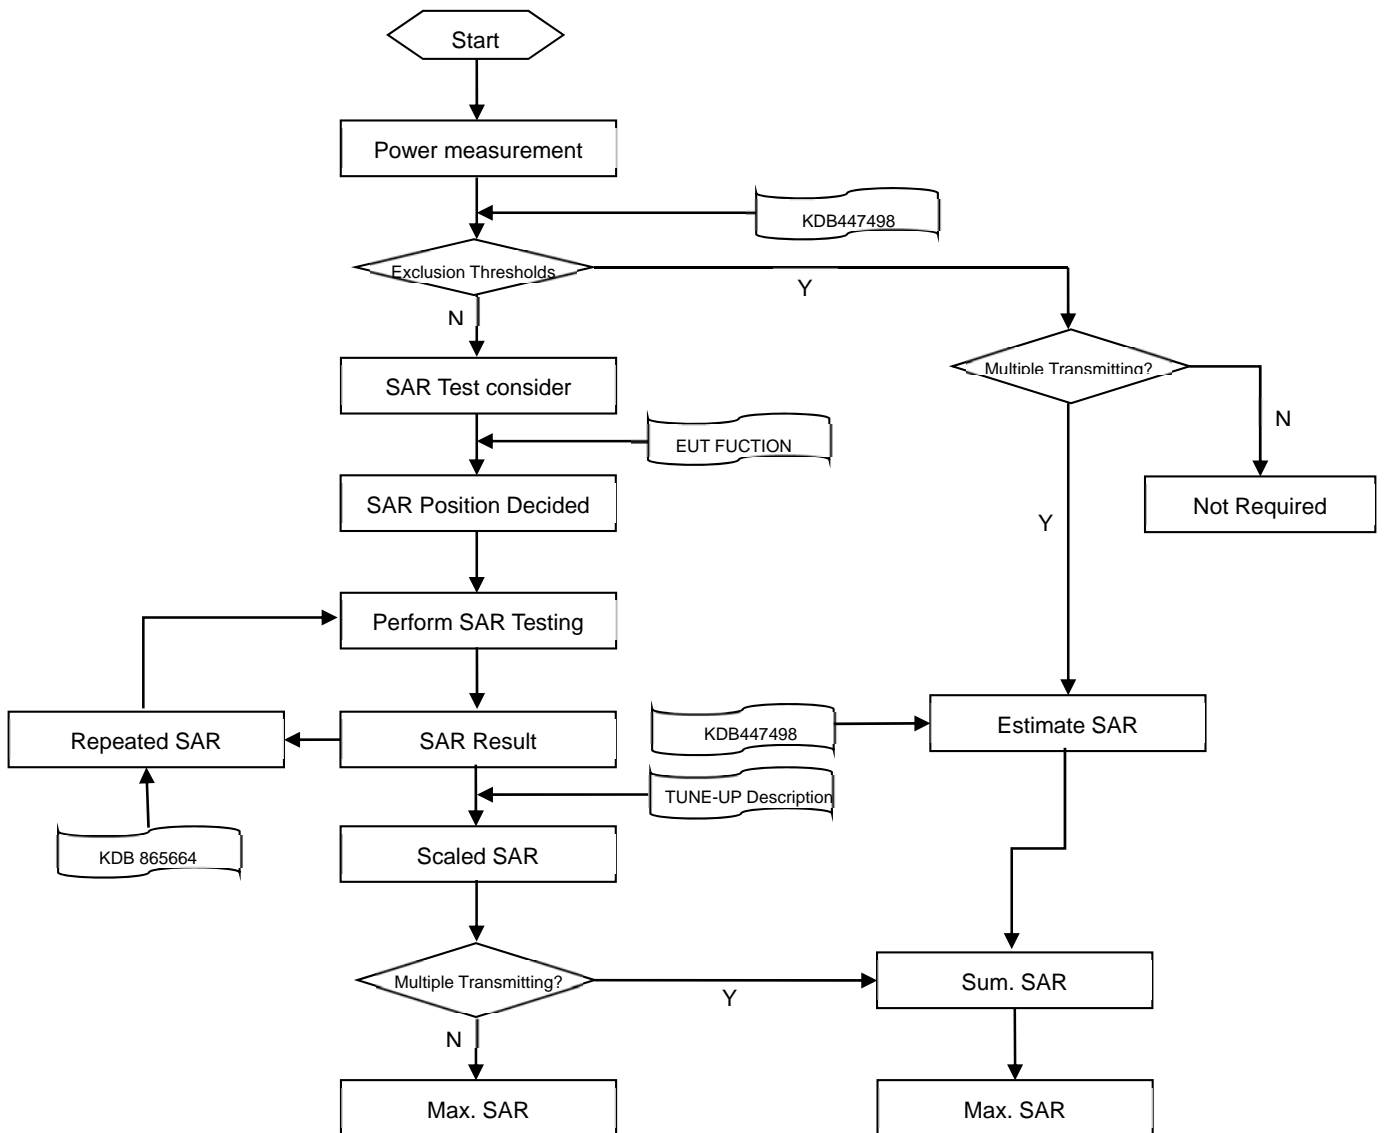 Start
Power measurement
KDB447498
Exclusion Thresholds
Y
N
Multiple Transmitting?
SAR Test consider
N
EUT FUCTION
SAR Position Decided
Not Required
Y
Perform SAR Testing
Repeated SAR
SAR Result
KDB447498
Estimate SAR
TUNE-UP Description
KDB 865664
Scaled SAR
Multiple Transmitting?
Y
Sum. SAR
N
Max. SAR
Max. SAR